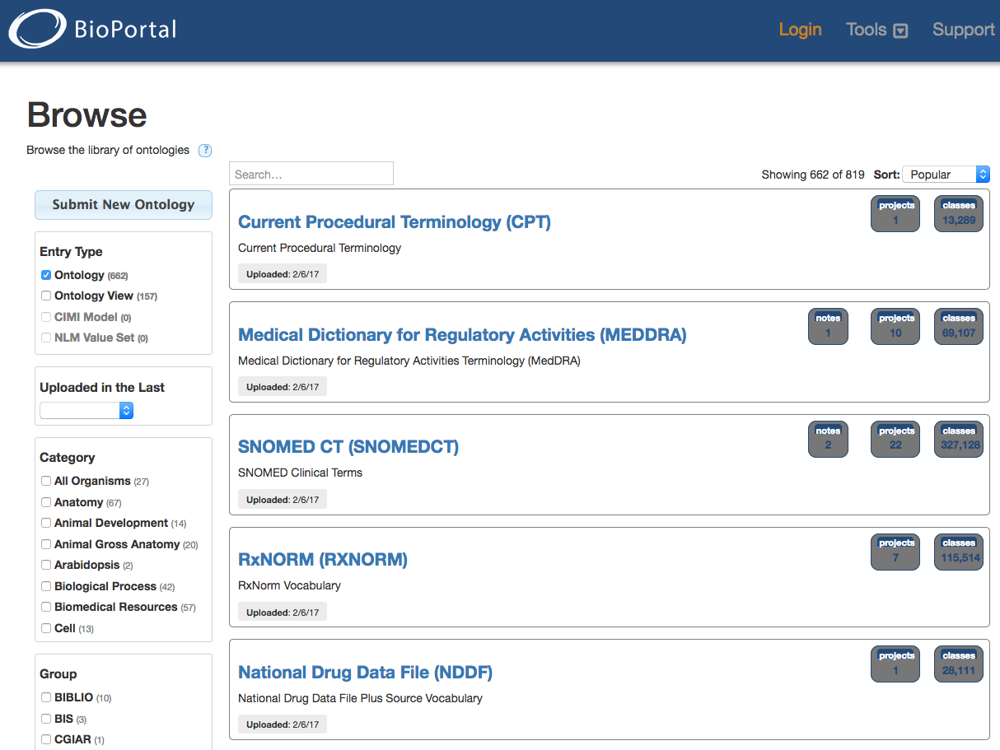 BioPortal
Login Tools Support
Browse
Browse the library of ontologies ?
Search...
Showing 662 of 819 Sort: Popular
Submit New Ontology
Entry Type
Ontology (662)
Ontology View (157)
CIMI Model (0)
NLM Value Set (0)
Uploaded in the Last
Category
All Organisms (27)
Anatomy (67)
Animal Development (14)
Animal Gross Anatomy (20)
Arabidopsis (2)
Biological Process (42)
Biomedical Resources (57)
Cell (13)
Group
BIBLIO (10)
BIS (3)
CGIAR (1)
projects classes
1 13,289
Current Procedural Terminology (CPT)
Current Procedural Terminology
Uploaded: 2/6/17
notes projects classes
1 10 69,107
Medical Dictionary for Regulatory Activities (MEDDRA)
Medical Dictionary for Regulatory Activities Terminology (MedDRA)
Uploaded: 2/6/17
notes projects classes
2 22 327,128
SNOMED CT (SNOMEDCT)
SNOMED Clinical Terms
Uploaded: 2/6/17
projects classes
7 115,514
RxNORM (RXNORM)
RxNorm Vocabulary
Uploaded: 2/6/17
projects classes
1 28,111
National Drug Data File (NDDF)
National Drug Data File Plus Source Vocabulary
Uploaded: 2/6/17